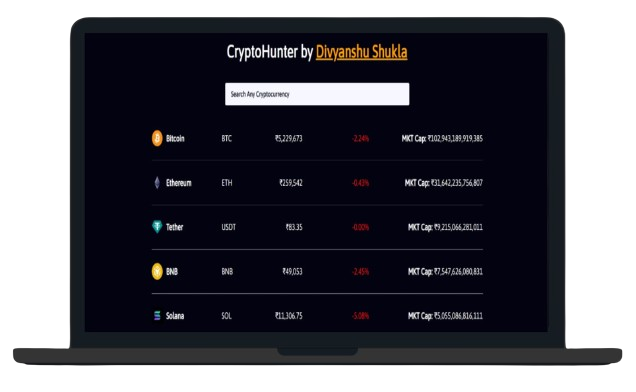 CryptoHunter by Divyanshu Shukla
Search Any Cryptocurrency
Bitcoin BTC ₹5,229,673 -2.24% MKT Cap: ₹102,943,189,919,385
Ethereum ETH ₹259,542 -0.43% MKT Cap: ₹31,642,235,756,807
Tether USDT ₹83.35 -0.00% MKT Cap: ₹9,215,066,281,011
BNB BNB ₹49,053 -2.45% MKT Cap: ₹7,547,626,080,831
Solana SOL ₹11,306.75 -5.08% MKT Cap: ₹5,055,086,816,111